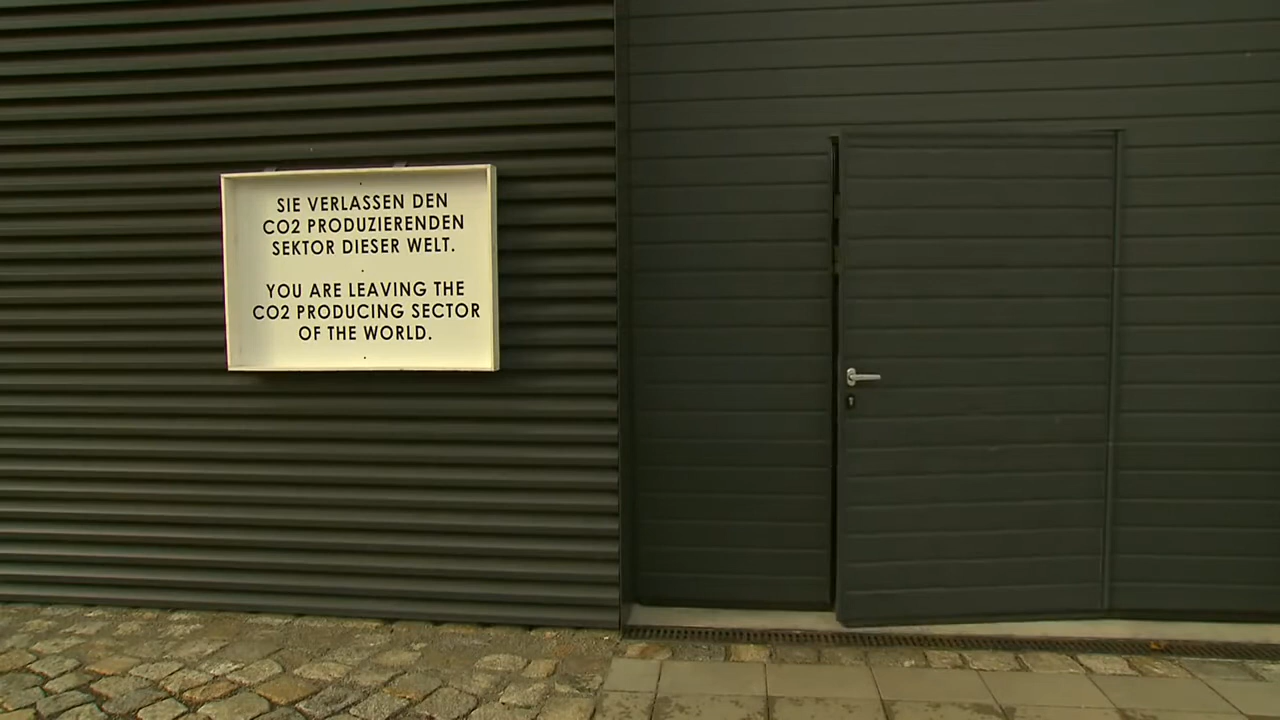 SIE VERLASSEN DEN
CO2 PRODUZIERENDEN
SEKTOR DIESER WELT.
YOU ARE LEAVING THE
CO2 PRODUCING SECTOR
OF THE WORLD.